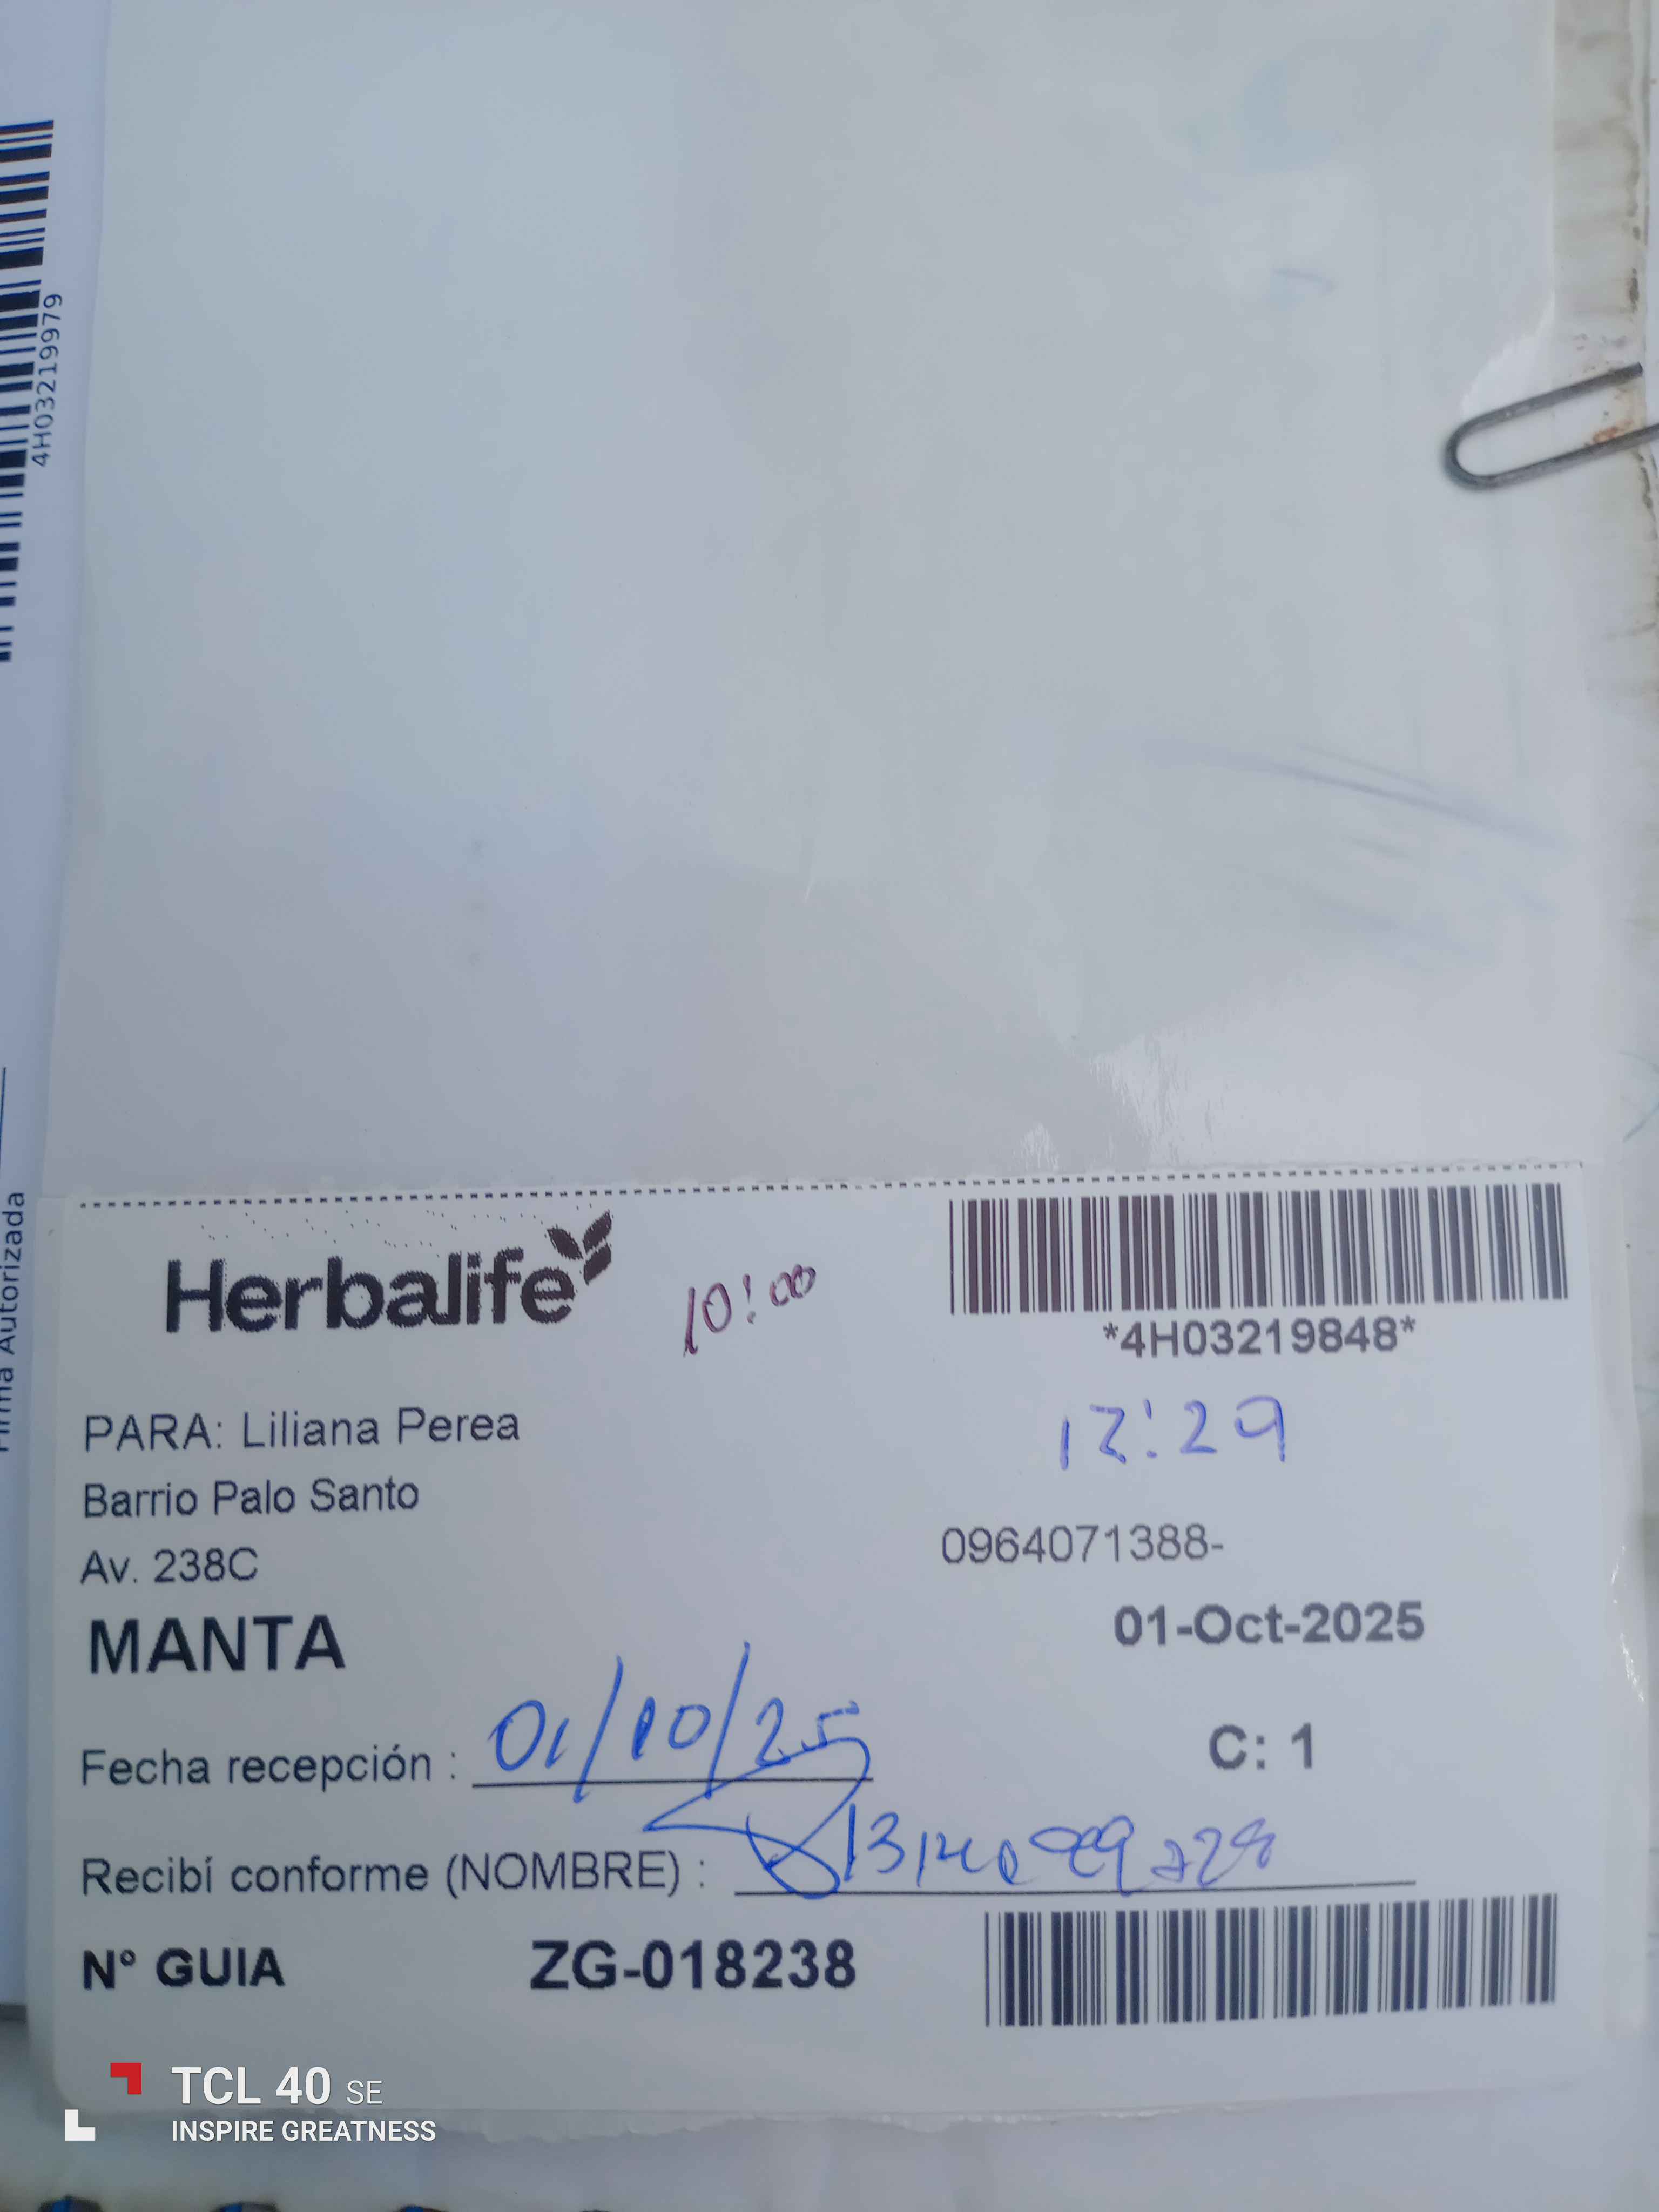 4H03219979
Firma Autorizada
Herbalife
10:00
*4H03219848*
PARA: Liliana Perea
12:29
Barrio Palo Santo
0964071388-
Av. 238C
01-Oct-2025
MANTA
Fecha recepción : 01/10/25
C: 1
Recibí conforme (NOMBRE) :
N° GUIA ZG-018238
TCL 40 SE
INSPIRE GREATNESS